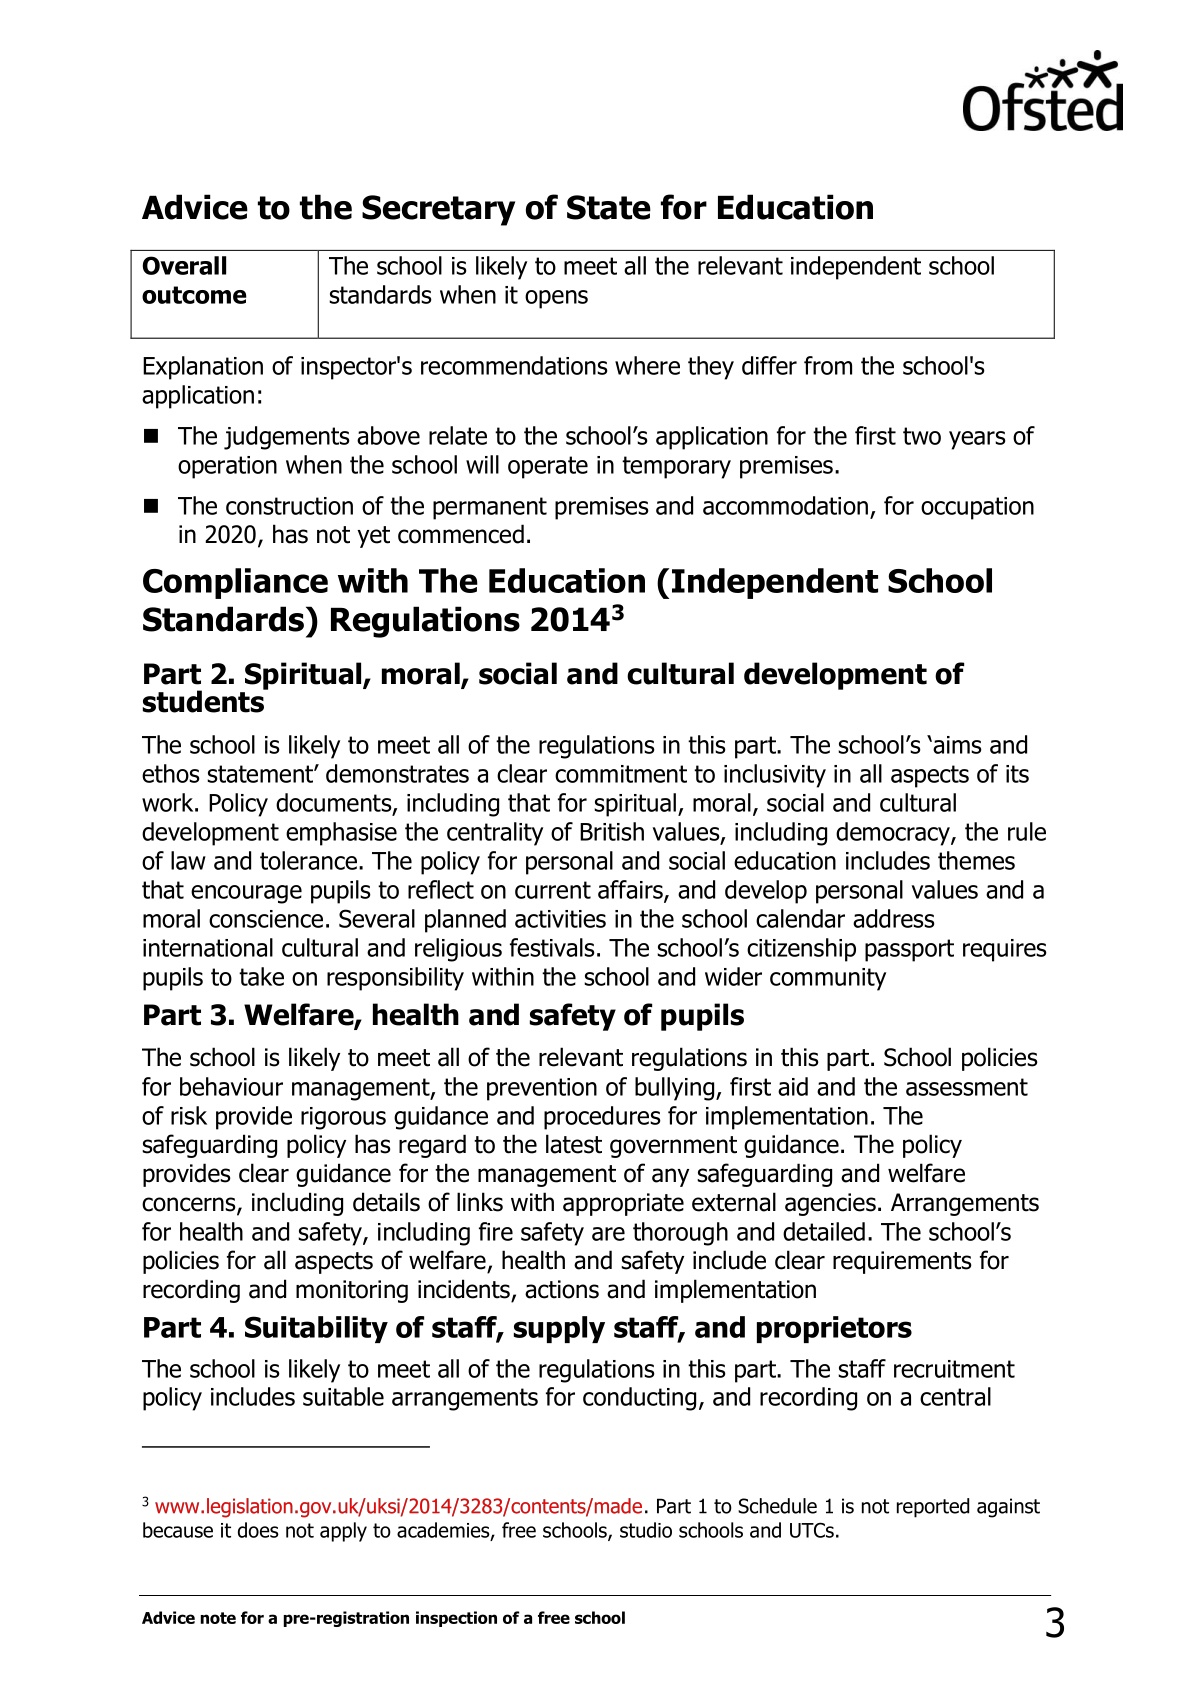 Ofsted
Advice to the Secretary of State for Education
Overall
outcome
The school is likely to meet all the relevant independent school
standards when it opens
Explanation of inspector's recommendations where they differ from the school's
application:
■ The judgements above relate to the school’s application for the first two years of
operation when the school will operate in temporary premises.
■ The construction of the permanent premises and accommodation, for occupation
in 2020, has not yet commenced.
Compliance with The Education (Independent School
Standards) Regulations 2014³
Part 2. Spiritual, moral, social and cultural development of
students
The school is likely to meet all of the regulations in this part. The school’s ‘aims and
ethos statement’ demonstrates a clear commitment to inclusivity in all aspects of its
work. Policy documents, including that for spiritual, moral, social and cultural
development emphasise the centrality of British values, including democracy, the rule
of law and tolerance. The policy for personal and social education includes themes
that encourage pupils to reflect on current affairs, and develop personal values and a
moral conscience. Several planned activities in the school calendar address
international cultural and religious festivals. The school’s citizenship passport requires
pupils to take on responsibility within the school and wider community
Part 3. Welfare, health and safety of pupils
The school is likely to meet all of the relevant regulations in this part. School policies
for behaviour management, the prevention of bullying, first aid and the assessment
of risk provide rigorous guidance and procedures for implementation. The
safeguarding policy has regard to the latest government guidance. The policy
provides clear guidance for the management of any safeguarding and welfare
concerns, including details of links with appropriate external agencies. Arrangements
for health and safety, including fire safety are thorough and detailed. The school’s
policies for all aspects of welfare, health and safety include clear requirements for
recording and monitoring incidents, actions and implementation
Part 4. Suitability of staff, supply staff, and proprietors
The school is likely to meet all of the regulations in this part. The staff recruitment
policy includes suitable arrangements for conducting, and recording on a central
³ www.legislation.gov.uk/uksi/2014/3283/contents/made. Part 1 to Schedule 1 is not reported against
because it does not apply to academies, free schools, studio schools and UTCs.
Advice note for a pre-registration inspection of a free school
3